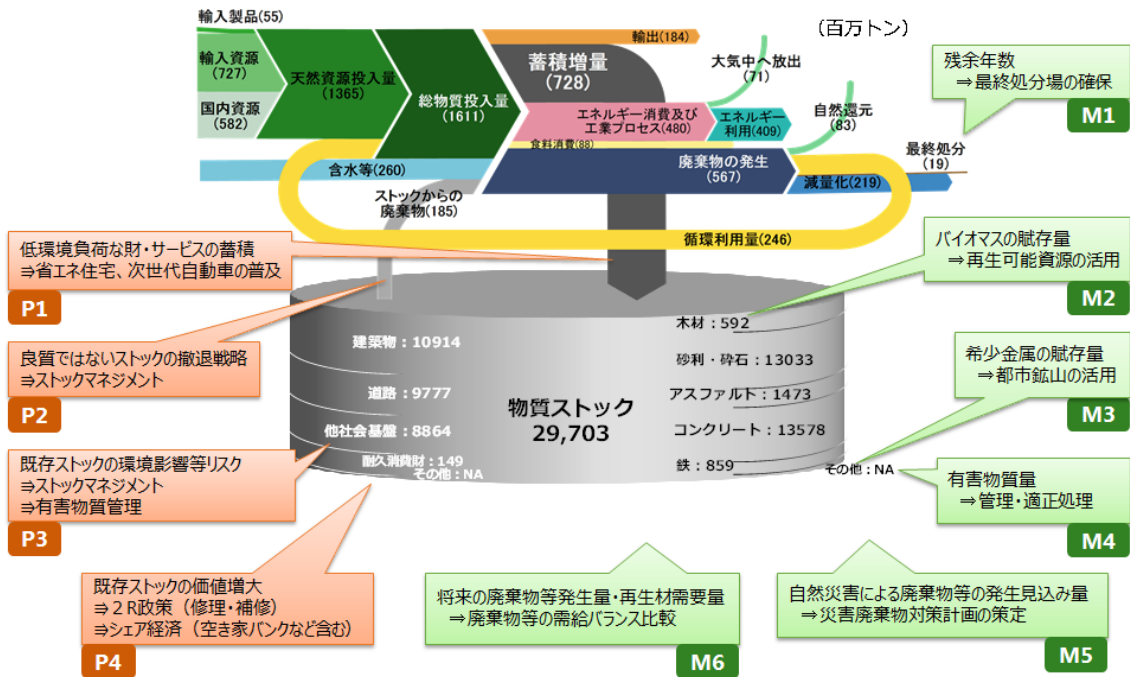 輸入製品(55)
輸入資源
(727)
国内資源
(582)
天然資源投入量
(1365)
総物質投入量
(1611)
輸出(184)
蓄積増量
(728)
エネルギー消費及び
工業プロセス(480)
食料消費(88)
エネルギー
利用(409)
大気中へ放出
(71)
(百万トン)
自然還元
(83)
廃棄物の発生
(567)
減量化(219)
最終処分
(19)
含水等(260)
ストックからの
廃棄物(185)
循環利用量(246)
残余年数
⇒最終処分場の確保
M1
低環境負荷な財・サービスの蓄積
⇒省エネ住宅、次世代自動車の普及
P1
バイオマスの賦存量
⇒再生可能資源の活用
M2
良質ではないストックの撤退戦略
⇒ストックマネジメント
P2
希少金属の賦存量
⇒都市鉱山の活用
M3
既存ストックの環境影響等リスク
⇒ストックマネジメント
⇒有害物質管理
P3
有害物質量
⇒管理・適正処理
M4
建築物：10914
道路：9777
他社会基盤：8864
耐久消費財：149
その他：NA
物質ストック
29,703
木材：592
砂利・砕石：13033
アスファルト：1473
コンクリート：13578
鉄：859
その他：NA
既存ストックの価値増大
⇒２R政策（修理・補修）
⇒シェア経済（空き家バンクなど含む）
P4
将来の廃棄物等発生量・再生材需要量
⇒廃棄物等の需給バランス比較
M6
自然災害による廃棄物等の発生見込み量
⇒災害廃棄物対策計画の策定
M5